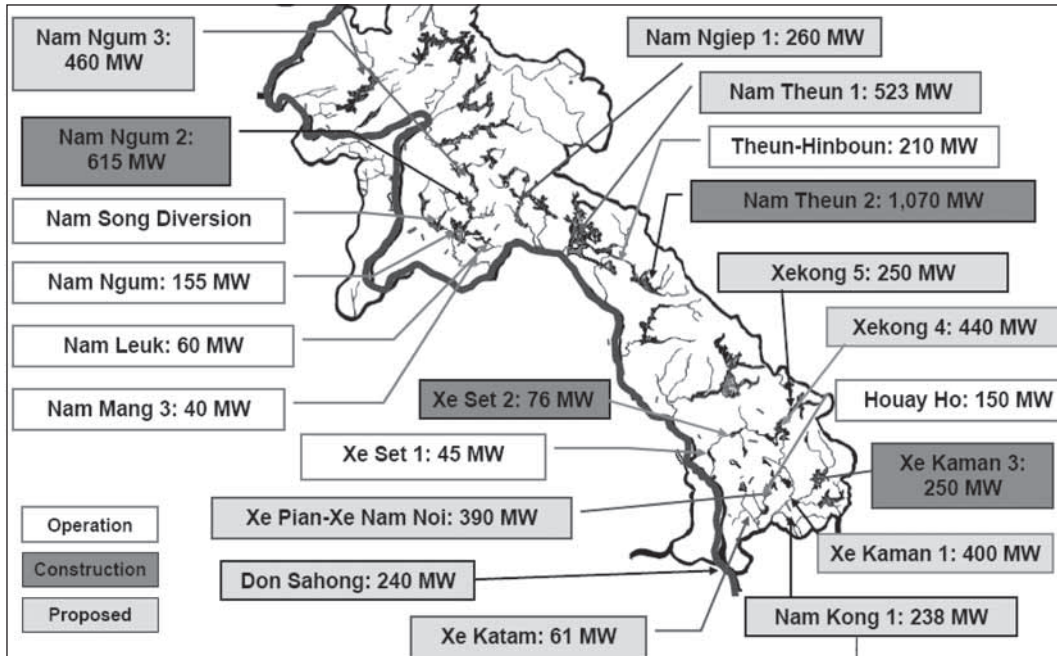 Nam Ngum 3:
460 MW
Nam Ngiep 1: 260 MW
Nam Theun 1: 523 MW
Nam Ngum 2:
615 MW
Theun-Hinboun: 210 MW
Nam Theun 2: 1,070 MW
Nam Song Diversion
Xekong 5: 250 MW
Nam Ngum: 155 MW
Xekong 4: 440 MW
Nam Leuk: 60 MW
Houay Ho: 150 MW
Xe Set 2: 76 MW
Nam Mang 3: 40 MW
Xe Set 1: 45 MW
Xe Kaman 3:
250 MW
Xe Pian-Xe Nam Noi: 390 MW
Operation
Xe Kaman 1: 400 MW
Construction
Don Sahong: 240 MW
Proposed
Nam Kong 1: 238 MW
Xe Katam: 61 MW